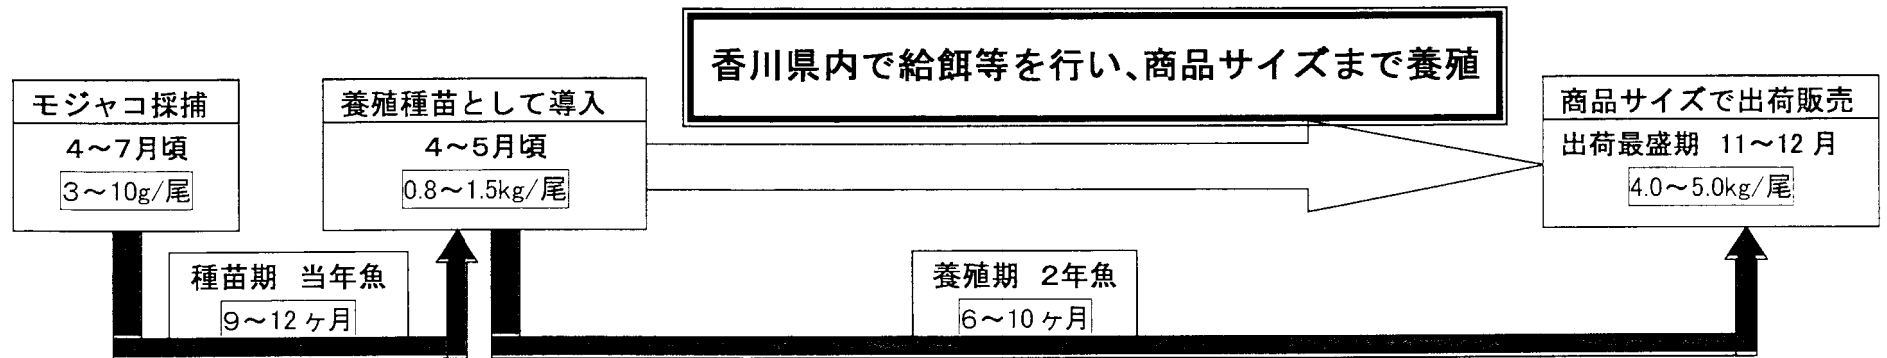 香川県内で給餌等を行い、商品サイズまで養殖
モジャコ採捕
4～7月頃
3～10g/尾
養殖種苗として導入
4～5月頃
0.8～1.5kg/尾
商品サイズで出荷販売
出荷最盛期 11～12月
4.0～5.0kg/尾
種苗期 当年魚
9～12ヶ月
養殖期 2年魚
6～10ヶ月